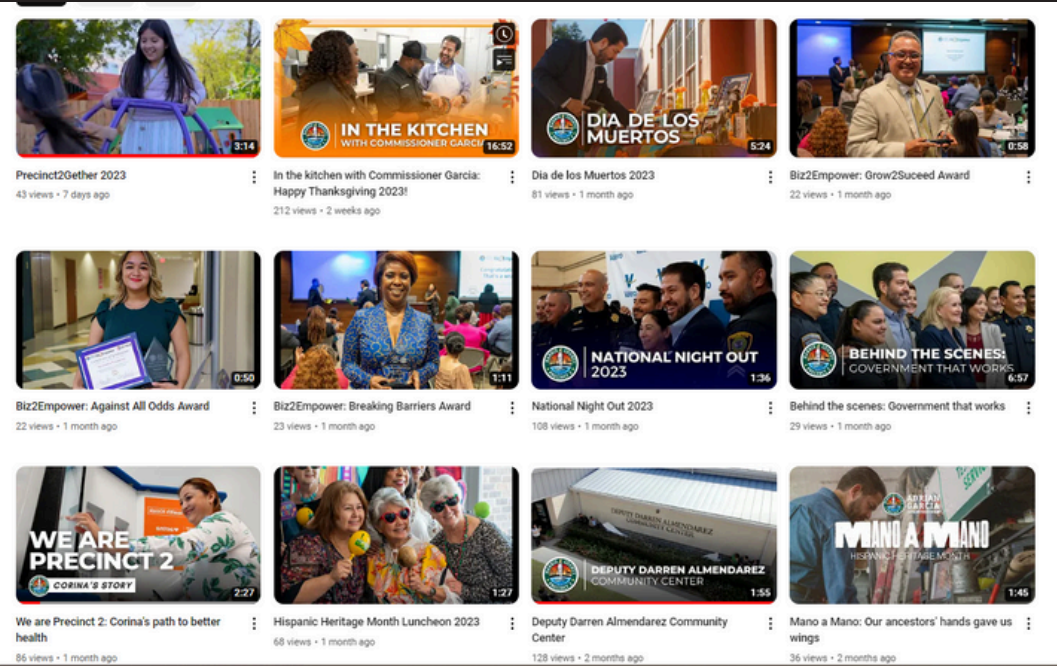 3:14
IN THE KITCHEN
WITH COMMISSIONER GARCIA
16:52
DIA DE LOS
MUERTOS
5:24
0:58
Precinct2Gether 2023
43 views • 7 days ago
In the kitchen with Commissioner Garcia:
Happy Thanksgiving 2023!
212 views • 2 weeks ago
Dia de los Muertos 2023
81 views • 1 month ago
Biz2Empower: Grow2Suceed Award
22 views • 1 month ago
0:50
1:11
NATIONAL NIGHT OUT
2023
1:36
BEHIND THE SCENES:
GOVERNMENT THAT WORKS
6:57
Biz2Empower: Against All Odds Award
22 views • 1 month ago
Biz2Empower: Breaking Barriers Award
23 views • 1 month ago
National Night Out 2023
108 views • 1 month ago
Behind the scenes: Government that works
29 views • 1 month ago
WE ARE
PRECINCT 2
CORINA'S STORY
2:27
1:27
DEPUTY DARREN ALMENDAREZ
COMMUNITY CENTER
DEPUTY DARREN ALMENDAREZ
COMMUNITY CENTER
1:55
ADRIAN
GARCIA
MANO A MANO
HISPANIC HERITAGE MONTH
1:45
We are Precinct 2: Corina's path to better
health
86 views • 1 month ago
Hispanic Heritage Month Luncheon 2023
68 views • 1 month ago
Deputy Darren Almendarez Community
Center
128 views • 2 months ago
Mano a Mano: Our ancestors' hands gave us
wings
36 views • 2 months ago